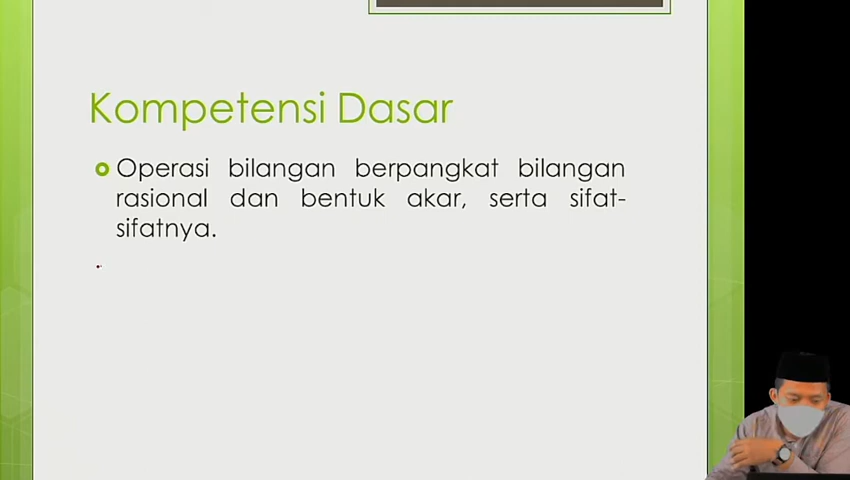 Kompetensi Dasar
Operasi bilangan berpangkat bilangan
rasional dan bentuk akar, serta sifat-
sifatnya.